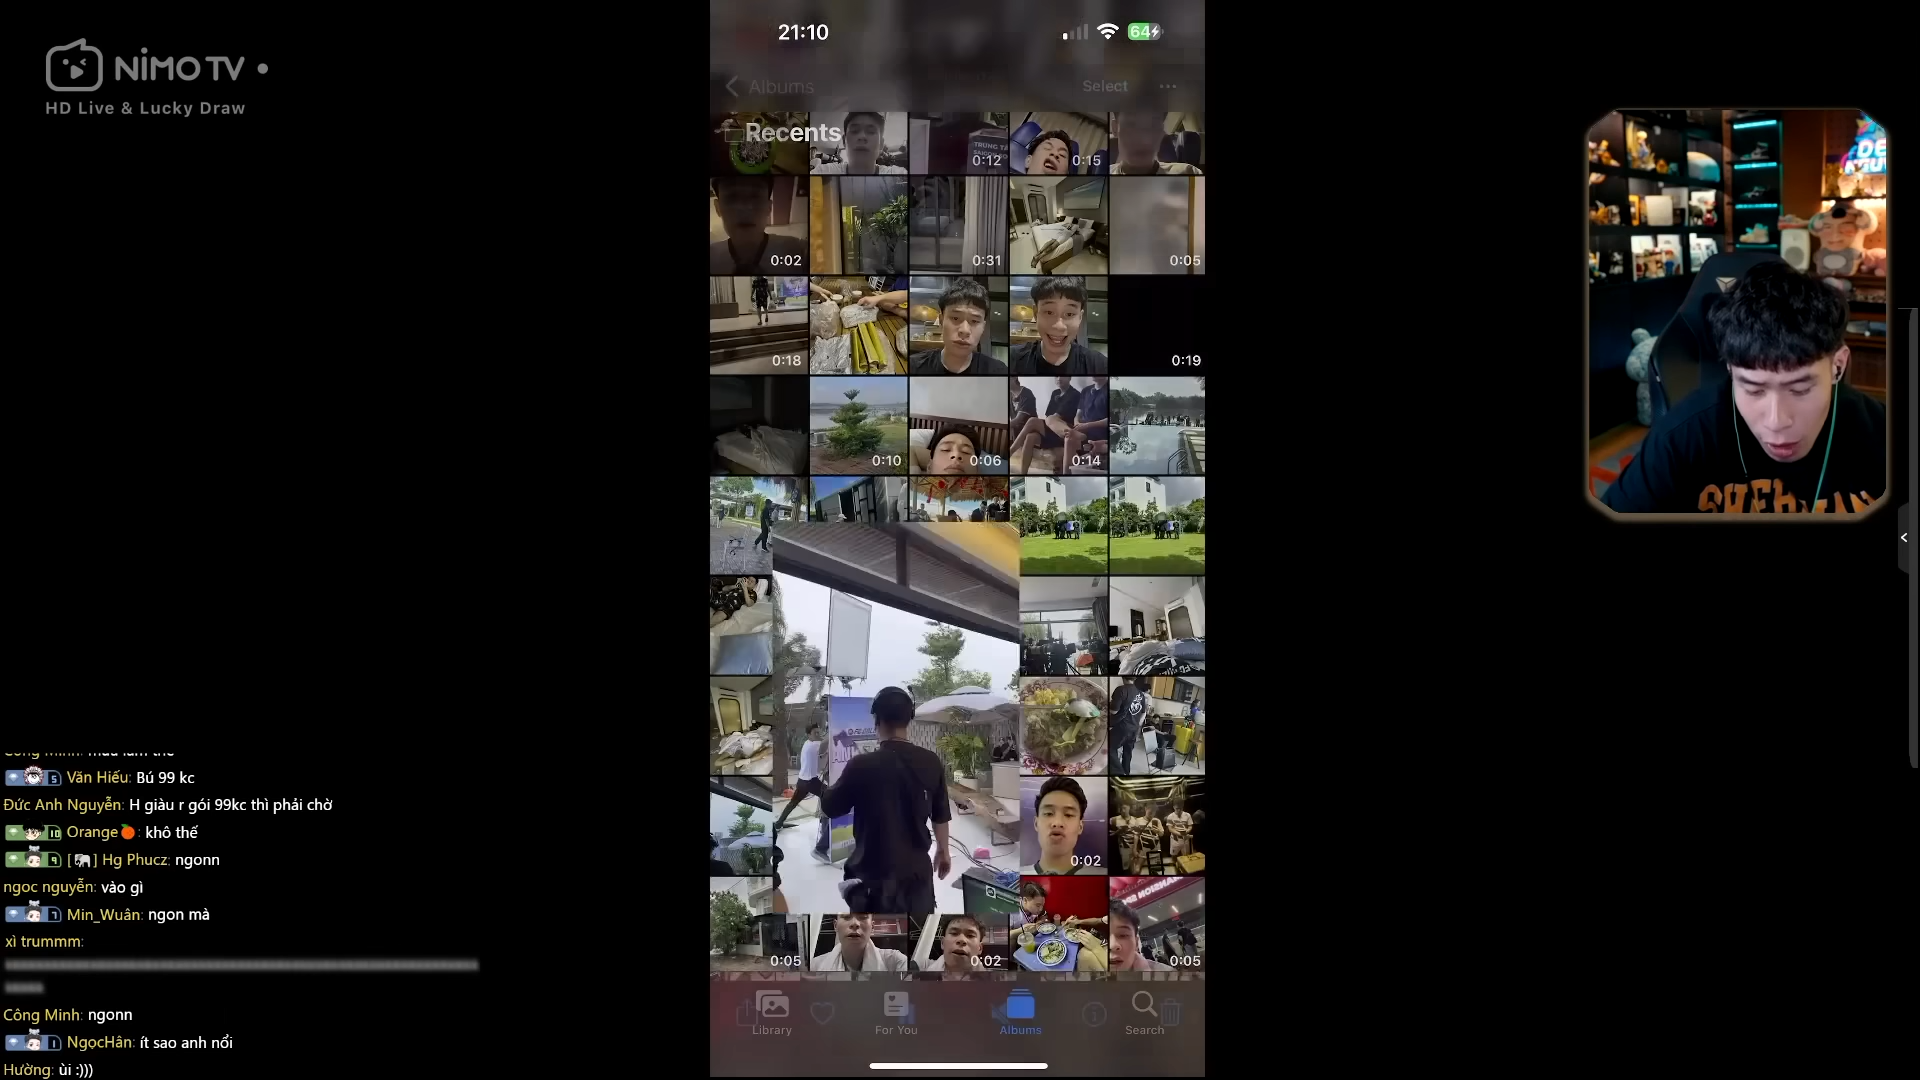 NIMO TV
HD Live & Lucky Draw
21:10
64
Albums
Select
Recents
0:12
0:15
0:02
0:31
0:05
0:18
0:19
0:10
0:06
0:14
0:02
0:05
0:02
0:05
Library
For You
Albums
Search
Văn Hiếu: Bú 99 kc
Đức Anh Nguyễn: H giàu r gói 99kc thì phải chờ
Orange🍊: khô thế
[🐘] Hg Phucz: ngonn
ngoc nguyễn: vào gì
Min_Wuân: ngon mà
xì trummm:
Công Minh: ngonn
NgọcHân: ít sao anh nổi
Hường: ùi :)))